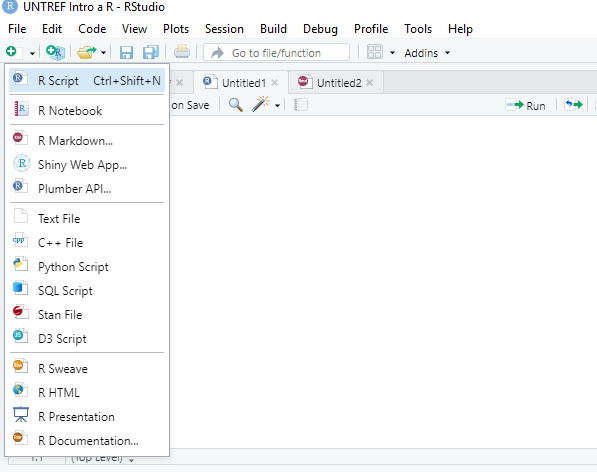 UNTREF Intro a R - RStudio
File Edit Code View Plots Session Build Debug Profile Tools Help
Go to file/function Addins
R Script Ctrl+Shift+N
Untitled1 Untitled2
on Save Run
R Notebook
R Markdown...
Shiny Web App...
Plumber API...
Text File
C++ File
Python Script
SQL Script
Stan File
D3 Script
R Sweave
R HTML
R Presentation
R Documentation...
1:1 (Top Level)